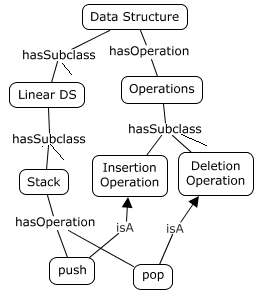 Data Structure
hasSubclass
hasOperation
Linear DS
Operations
hasSubclass
hasSubclass
Stack
Insertion
Operation
Deletion
Operation
hasOperation
isA
isA
push
pop